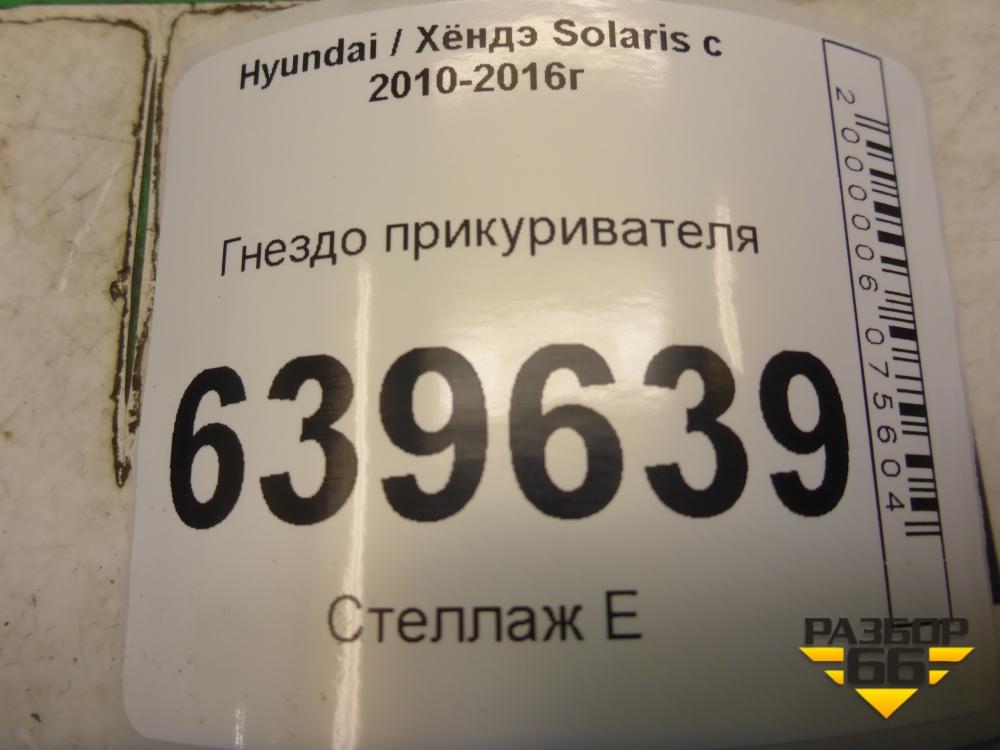 Hyundai / Хёндэ Solaris с
2010-2016г
Гнездо прикуривателя
639639
Стеллаж Е
2000006075604
РАЗБОР
66